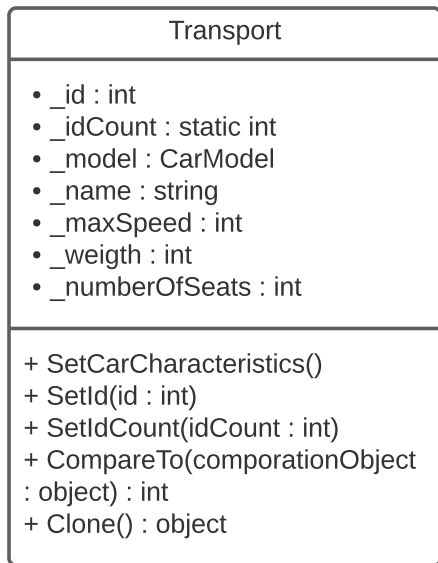 Transport
• _id : int
• _idCount : static int
• _model : CarModel
• _name : string
• _maxSpeed : int
• _weigth : int
• _numberOfSeats : int
+ SetCarCharacteristics()
+ SetId(id : int)
+ SetIdCount(idCount : int)
+ CompareTo(comporationObject
: object) : int
+ Clone() : object